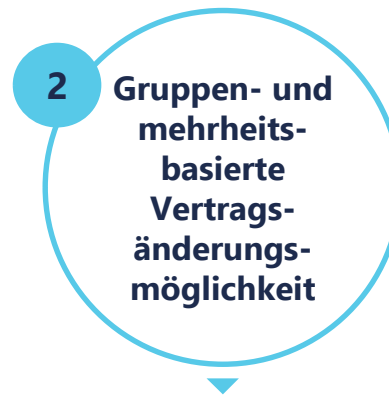 2
Gruppen- und
mehrheits-
basierte
Vertrags-
änderungs-
möglichkeit